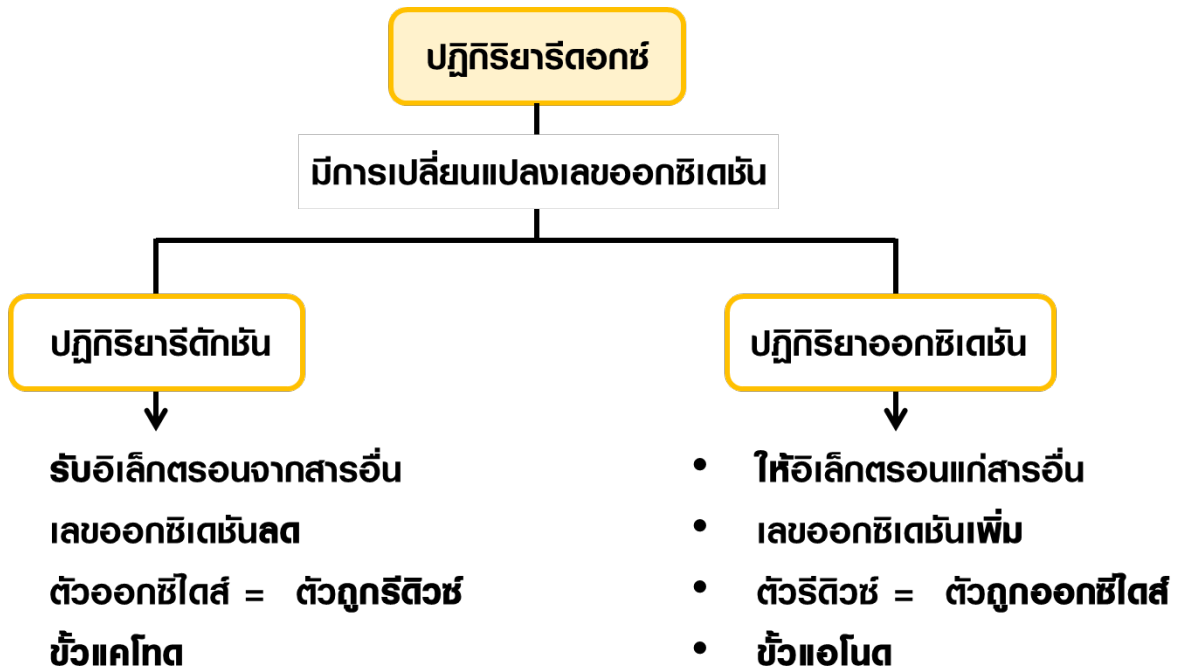 ปฏิกิริยารีดอกซ์
มีการเปลี่ยนแปลงเลขออกซิเดชัน
ปฏิกิริยารีดักชัน
รับอิเล็กตรอนจากสารอื่น
เลขออกซิเดชันลด
ตัวออกซิไดส์ = ตัวถูกรีดิวซ์
ขั้วแคโทด
ปฏิกิริยาออกซิเดชัน
• ให้อิเล็กตรอนแก่สารอื่น
• เลขออกซิเดชันเพิ่ม
• ตัวรีดิวซ์ = ตัวถูกออกซิไดส์
• ขั้วแอโนด